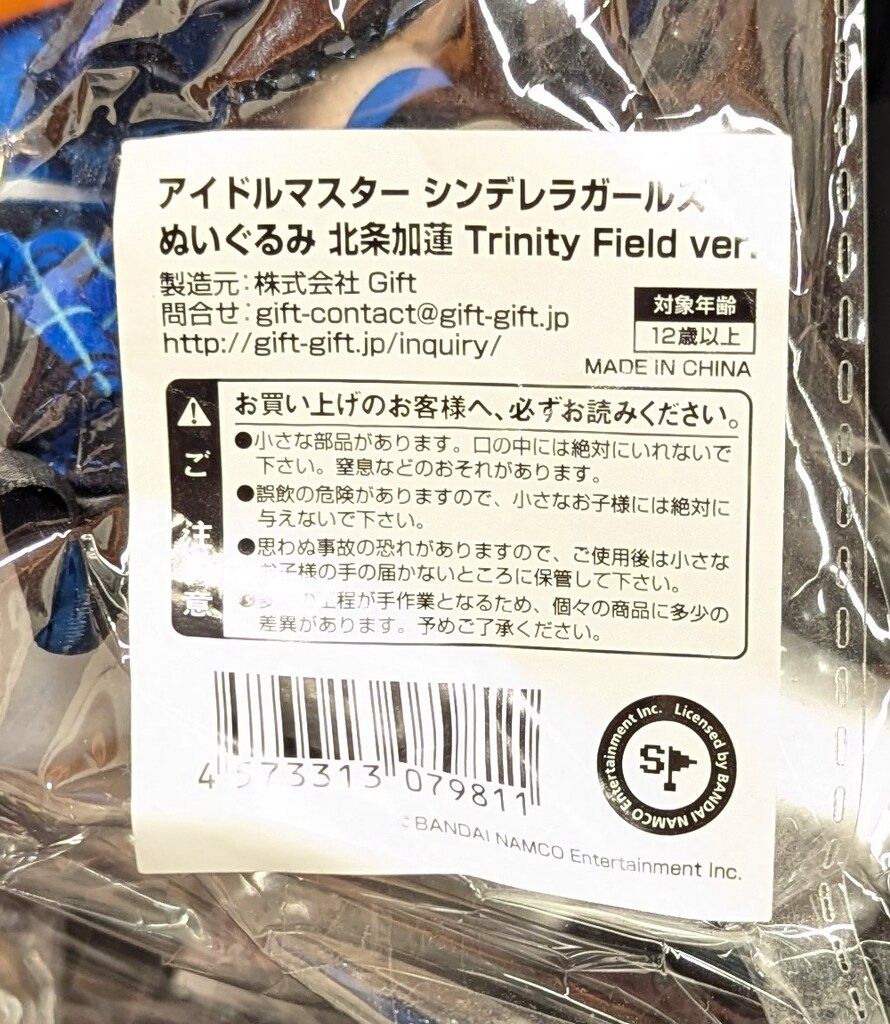 アイドルマスター シンデレラガールズ
ぬいぐるみ 北条加蓮 Trinity Field ver.
製造元:株式会社 Gift
問合せ:gift-contact@gift-gift.jp
http://gift-gift.jp/inquiry/
対象年齢
12歳以上
MADE IN CHINA
ご注意
お買い上げのお客様へ、必ずお読みください。
●小さな部品があります。口の中には絶対にいれないで
下さい。窒息などのおそれがあります。
●誤飲の危険がありますので、小さなお子様には絶対に
与えないで下さい。
●思わぬ事故の恐れがありますので、ご使用後は小さな
お子様の手の届かないところに保管して下さい。
●多くの工程が手作業となるため、個々の商品に多少の
差異があります。予めご了承ください。
4 573313 079811
Licensed by BANDAI NAMCO Entertainment Inc.
SP
©BANDAI NAMCO Entertainment Inc.